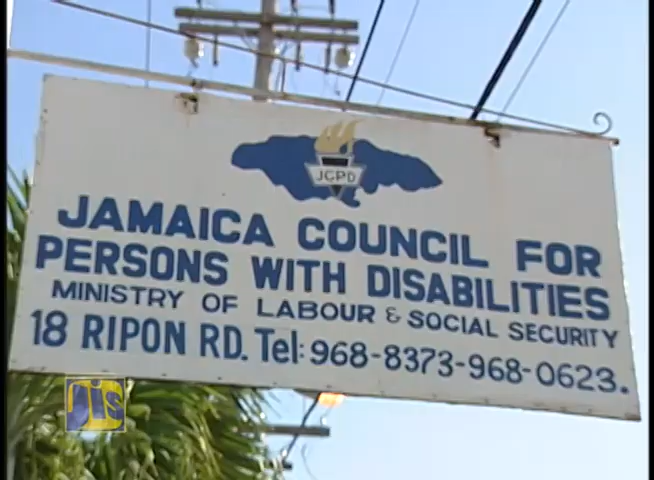 JCPD
JAMAICA COUNCIL FOR
PERSONS WITH DISABILITIES
MINISTRY OF LABOUR & SOCIAL SECURITY
18 RIPON RD. Tel: 968-8373-968-0623.
jis